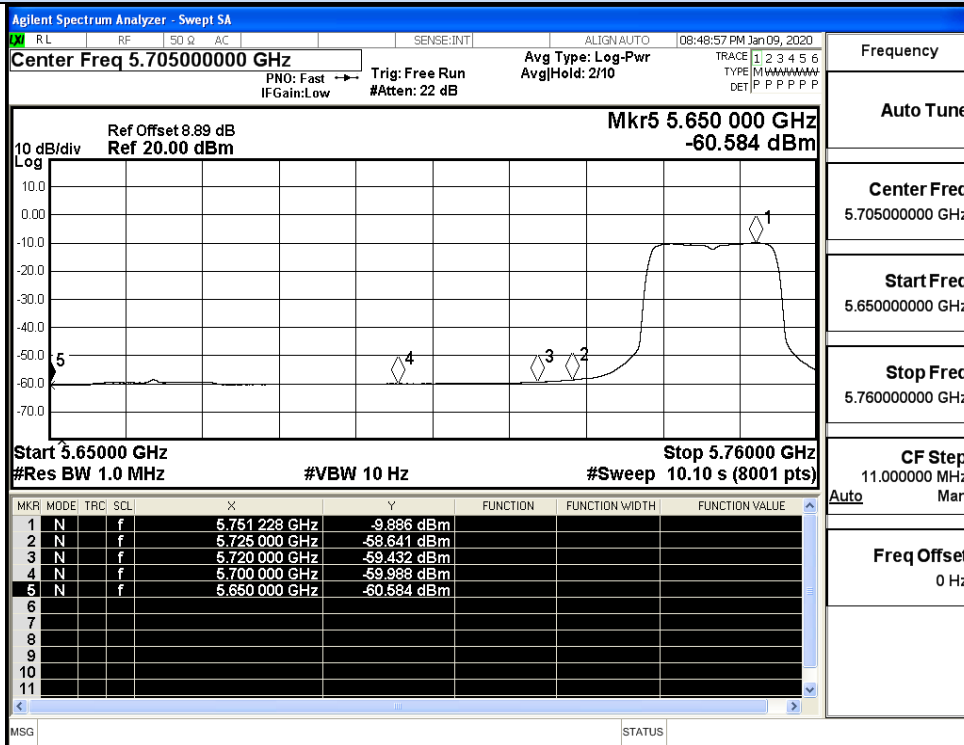 Agilent Spectrum Analyzer - Swept SA
LXI RL RF 50 Ω AC SENSE:INT ALIGN AUTO 08:48:57 PM Jan 09, 2020
Center Freq 5.705000000 GHz
PNO: Fast
IFGain:Low
Trig: Free Run
#Atten: 22 dB
Avg Type: Log-Pwr
Avg|Hold: 2/10
TRACE 1 2 3 4 5 6
TYPE M W W W W W
DET P P P P P P
Ref Offset 8.89 dB
10 dB/div Ref 20.00 dBm
Log
Mkr5 5.650 000 GHz
-60.584 dBm
10.0
0.00
-10.0
-20.0
-30.0
-40.0
-50.0
-60.0
-70.0
1
2
3
4
5
Start 5.65000 GHz Stop 5.76000 GHz
#Res BW 1.0 MHz #VBW 10 Hz #Sweep 10.10 s (8001 pts)
MKR MODE TRC SCL X Y FUNCTION FUNCTION WIDTH FUNCTION VALUE
1 N f 5.751 228 GHz -9.886 dBm
2 N f 5.725 000 GHz -58.641 dBm
3 N f 5.720 000 GHz -59.432 dBm
4 N f 5.700 000 GHz -59.988 dBm
5 N f 5.650 000 GHz -60.584 dBm
6
7
8
9
10
11
MSG STATUS
Frequency
Auto Tune
Center Freq
5.705000000 GHz
Start Freq
5.650000000 GHz
Stop Freq
5.760000000 GHz
CF Step
11.000000 MHz
Auto Man
Freq Offset
0 Hz